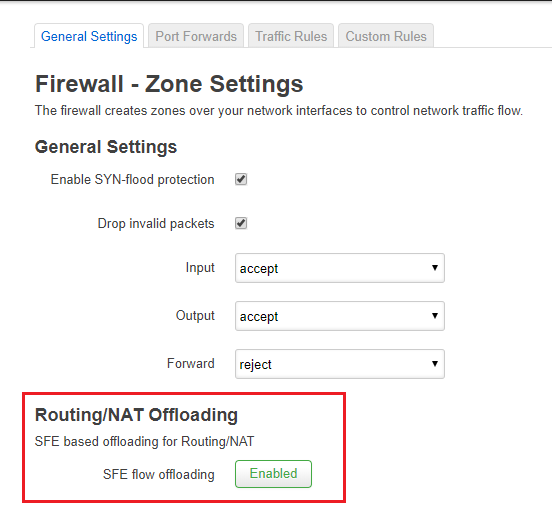 General Settings Port Forwards Traffic Rules Custom Rules
Firewall - Zone Settings
The firewall creates zones over your network interfaces to control network traffic flow.
General Settings
Enable SYN-flood protection
Drop invalid packets
Input accept
Output accept
Forward reject
Routing/NAT Offloading
SFE based offloading for Routing/NAT
SFE flow offloading Enabled